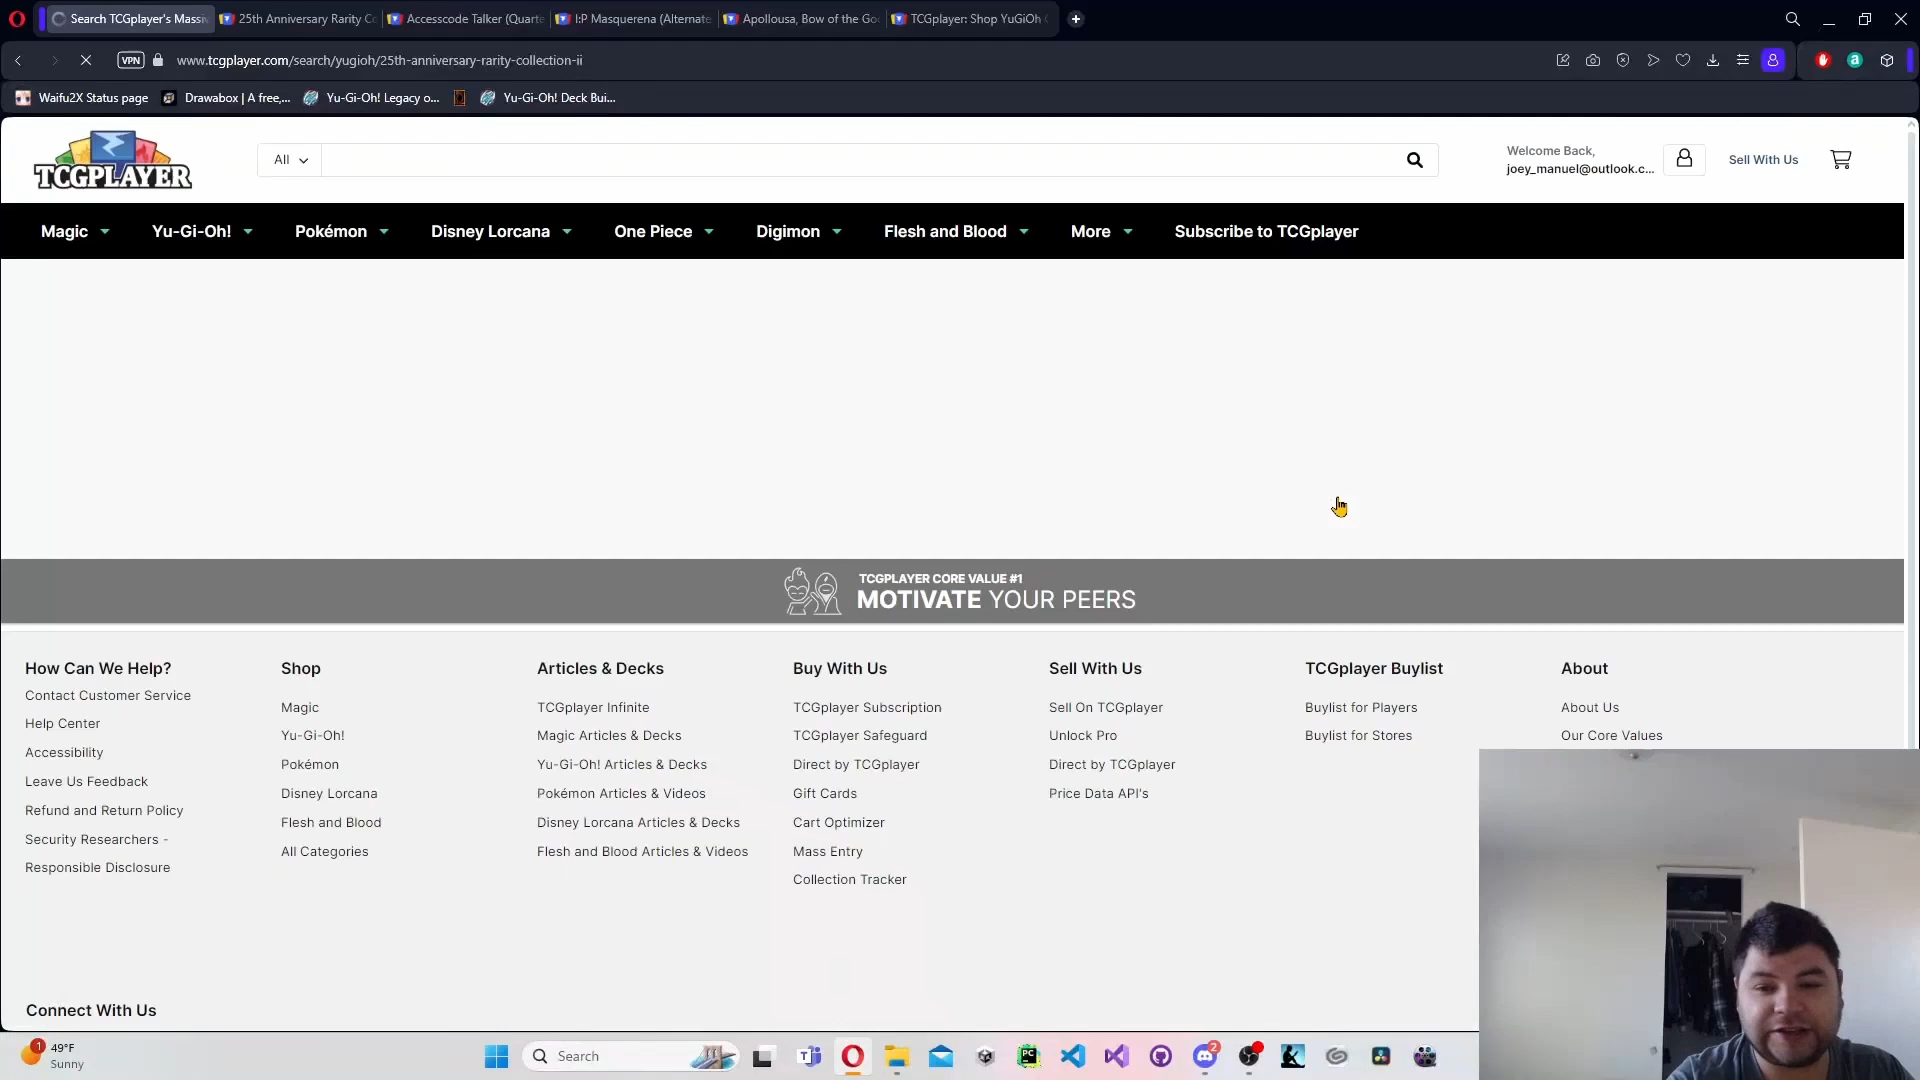 Search TCGplayer's Massiv
25th Anniversary Rarity Co
Accesscode Talker (Quarte
I:P Masquerena (Alternate
Apollousa, Bow of the Go
TCGplayer: Shop YuGiOh
VPN
www.tcgplayer.com/search/yugioh/25th-anniversary-rarity-collection-ii
Waifu2X Status page
Drawabox | A free,...
Yu-Gi-Oh! Legacy o...
Yu-Gi-Oh! Deck Bui...
TCGPLAYER
All
Welcome Back,
joey_manuel@outlook.c...
Sell With Us
Magic
Yu-Gi-Oh!
Pokémon
Disney Lorcana
One Piece
Digimon
Flesh and Blood
More
Subscribe to TCGplayer
TCGPLAYER CORE VALUE #1
MOTIVATE YOUR PEERS
How Can We Help?
Contact Customer Service
Help Center
Accessibility
Leave Us Feedback
Refund and Return Policy
Security Researchers -
Responsible Disclosure
Shop
Magic
Yu-Gi-Oh!
Pokémon
Disney Lorcana
Flesh and Blood
All Categories
Articles & Decks
TCGplayer Infinite
Magic Articles & Decks
Yu-Gi-Oh! Articles & Decks
Pokémon Articles & Videos
Disney Lorcana Articles & Decks
Flesh and Blood Articles & Videos
Buy With Us
TCGplayer Subscription
TCGplayer Safeguard
Direct by TCGplayer
Gift Cards
Cart Optimizer
Mass Entry
Collection Tracker
Sell With Us
Sell On TCGplayer
Unlock Pro
Direct by TCGplayer
Price Data API's
TCGplayer Buylist
Buylist for Players
Buylist for Stores
About
About Us
Our Core Values
Connect With Us
1
49°F
Sunny
Search
PC
2